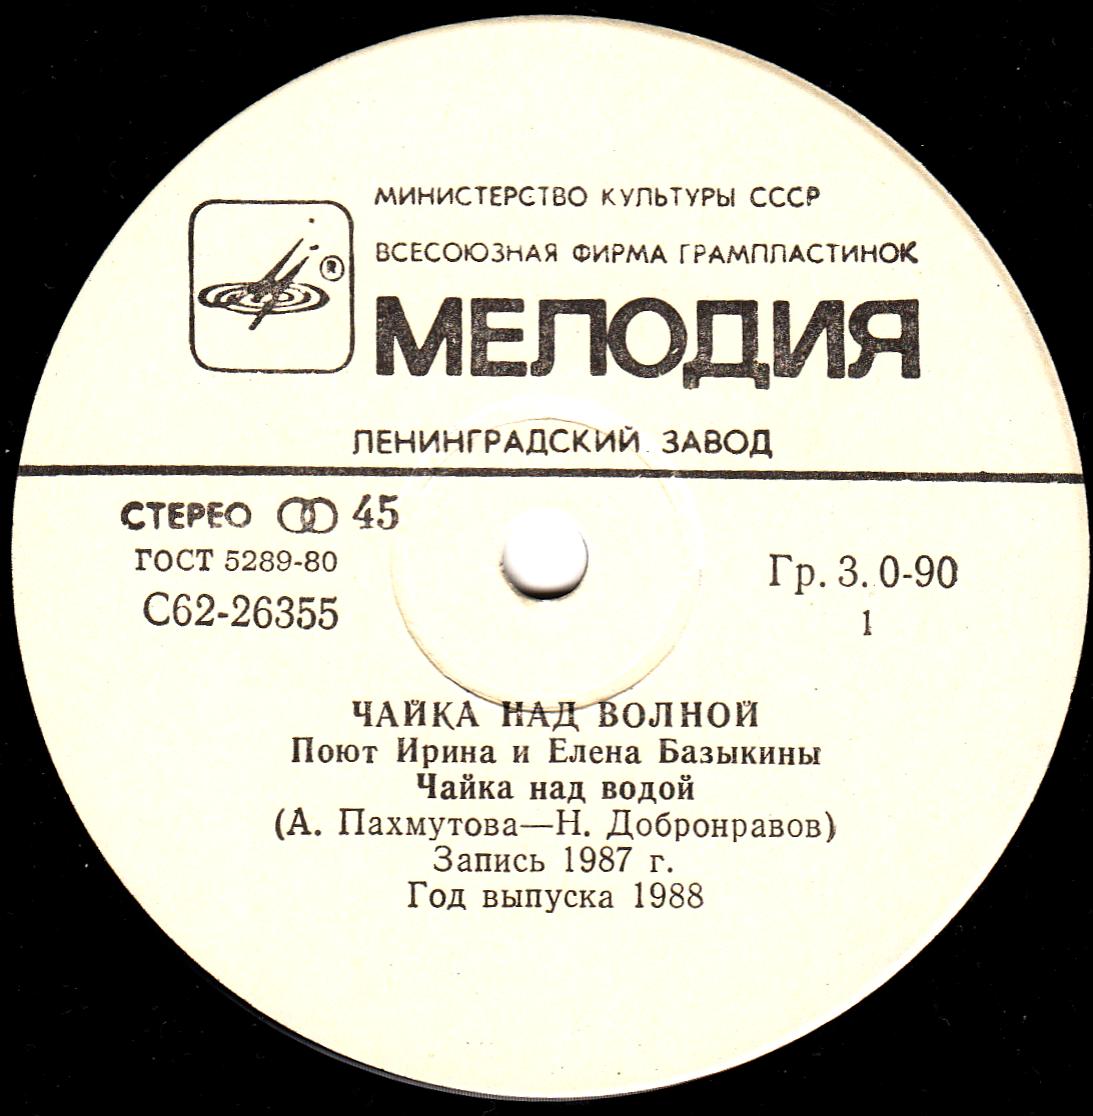 МИНИСТЕРСТВО КУЛЬТУРЫ СССР
ВСЕСОЮЗНАЯ ФИРМА ГРАМПЛАСТИНОК
®
МЕЛОДИЯ
ЛЕНИНГРАДСКИЙ ЗАВОД
СТЕРЕО 45
ГОСТ 5289-80
С62-26355
Гр. 3. 0-90
1
ЧАЙКА НАД ВОЛНОЙ
Поют Ирина и Елена Базыкины
Чайка над водой
(А. Пахмутова—Н. Добронравов)
Запись 1987 г.
Год выпуска 1988